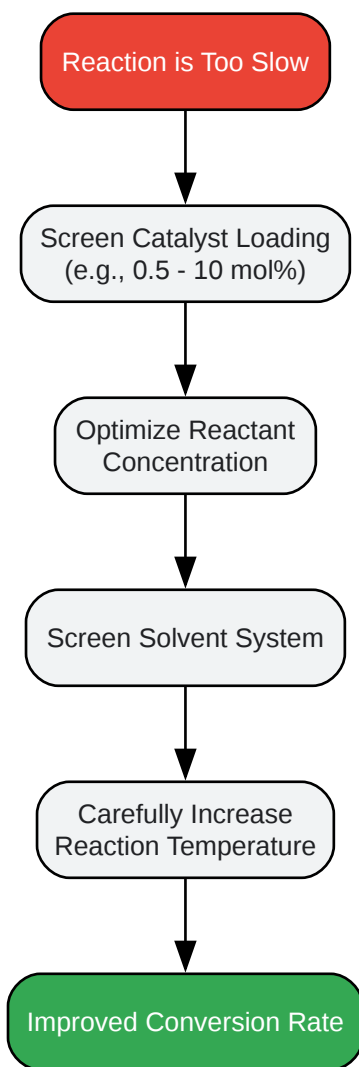 Reaction is Too Slow
Screen Catalyst Loading
(e.g., 0.5 - 10 mol%)
Optimize Reactant
Concentration
Screen Solvent System
Carefully Increase
Reaction Temperature
Improved Conversion Rate